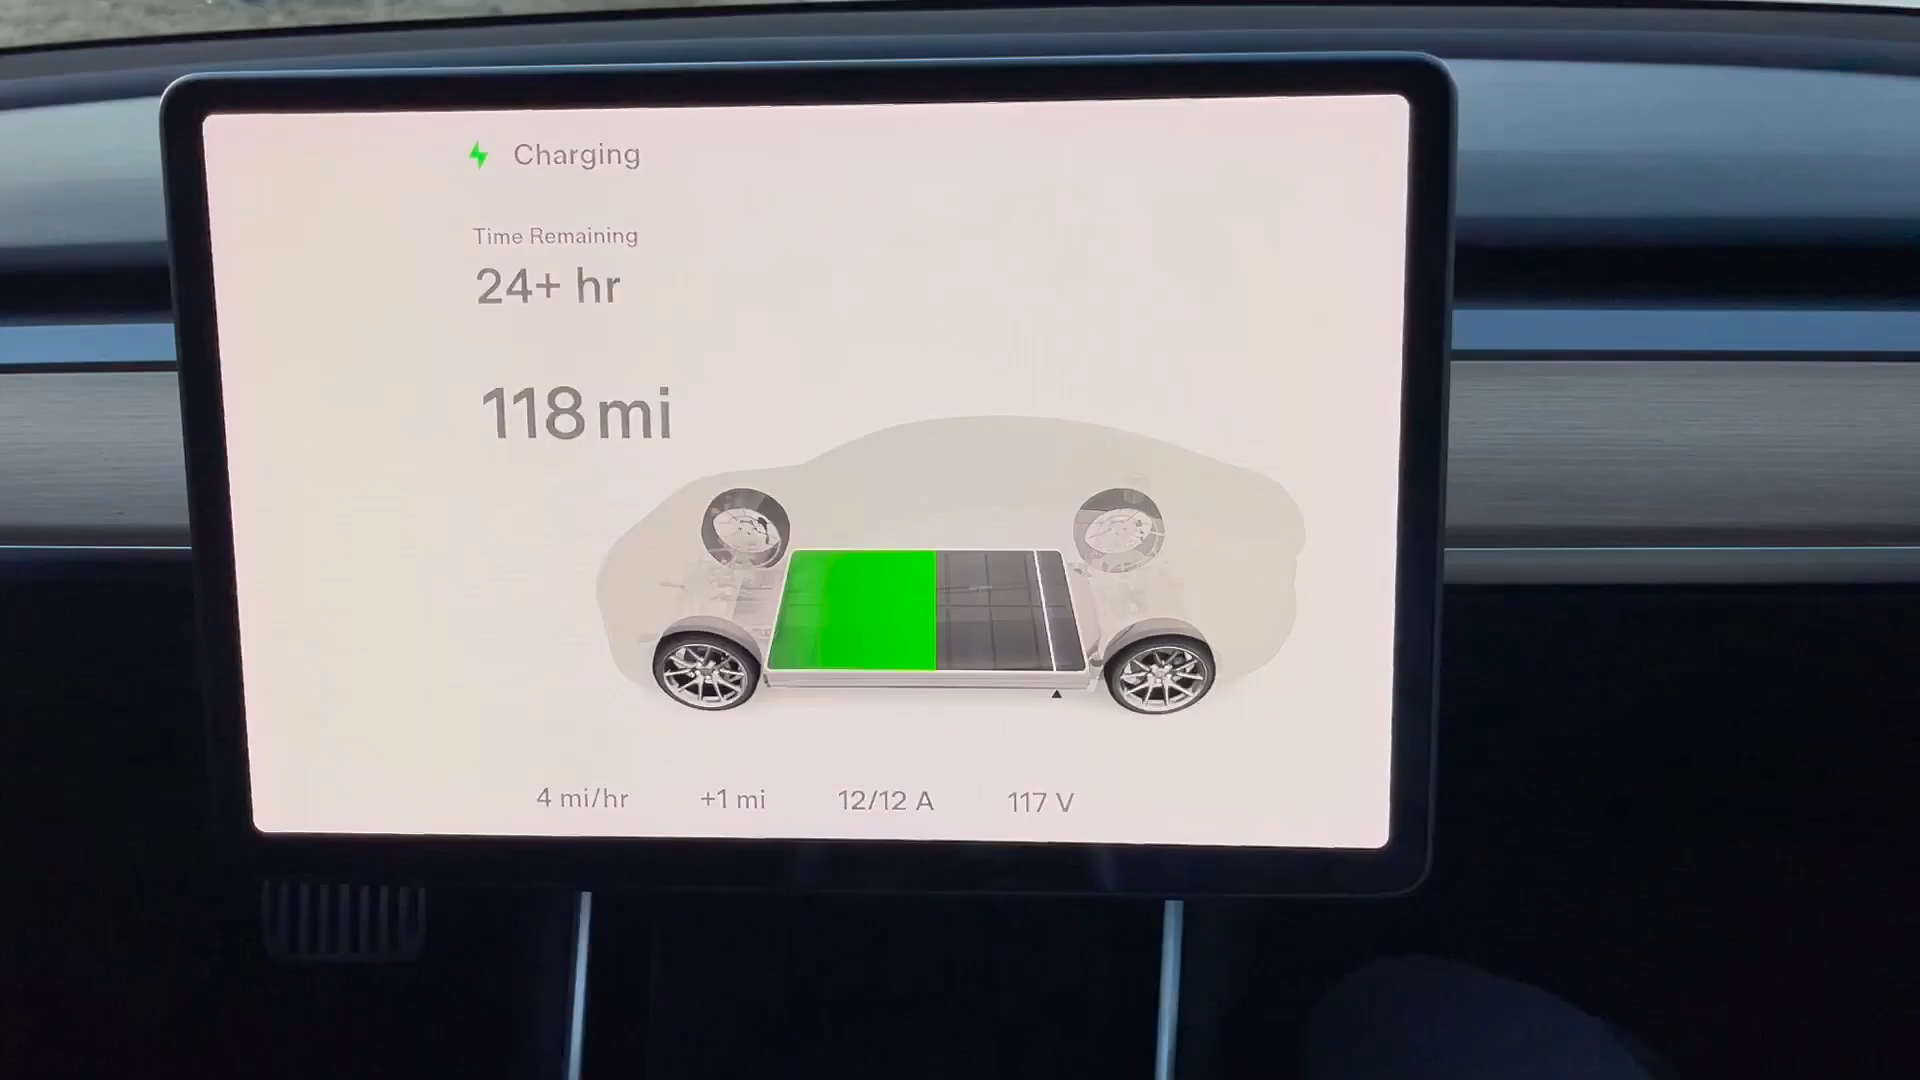 Charging
Time Remaining
24+ hr
118 mi
4 mi/hr +1 mi 12/12 A 117 V